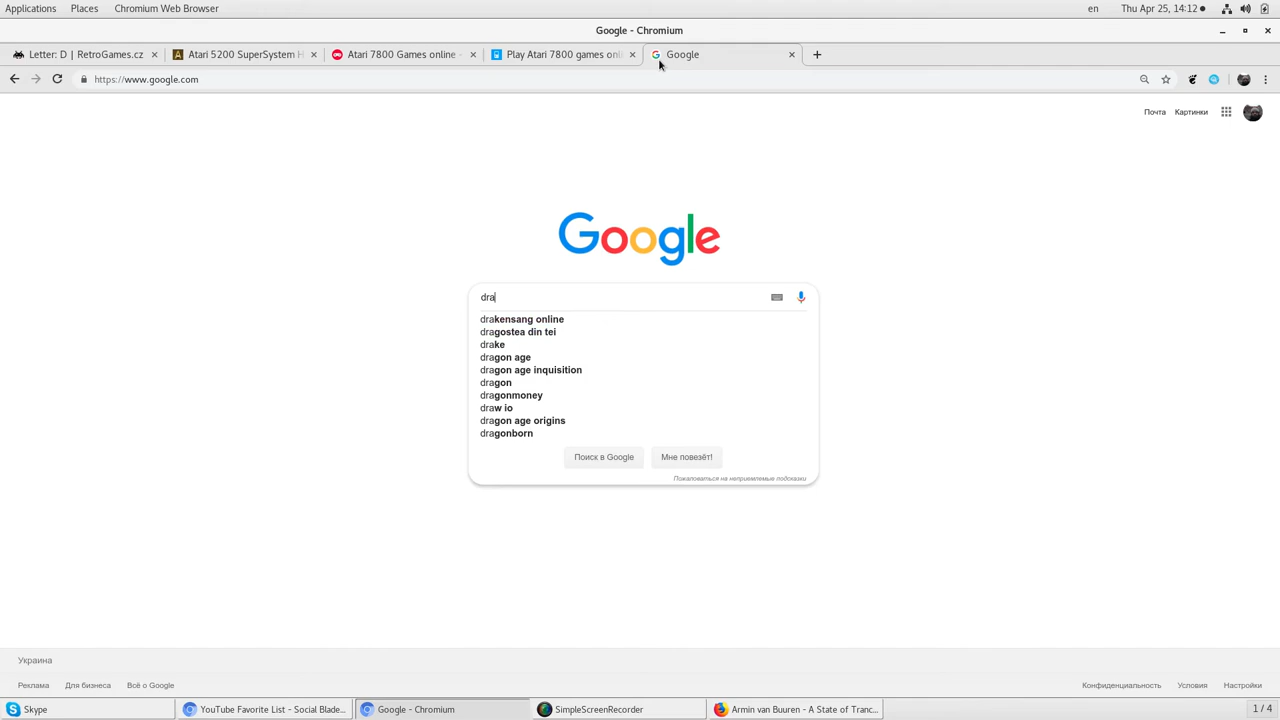 Applications Places Chromium Web Browser en Thu Apr 25, 14:12
Google - Chromium
Letter: D | RetroGames.cz Atari 5200 SuperSystem H Atari 7800 Games online - Play Atari 7800 games onl Google
https://www.google.com
Почта Картинки
Google
dra
drakensang online
dragostea din tei
drake
dragon age
dragon age inquisition
dragon
dragonmoney
draw io
dragon age origins
dragonborn
Поиск в Google Мне повезёт!
Пожаловаться на неприемлемые подсказки
Украина
Реклама Для бизнеса Всё о Google Конфиденциальность Условия Настройки
Skype YouTube Favorite List - Social Blade... Google - Chromium SimpleScreenRecorder Armin van Buuren - A State of Tranc... 1 / 4